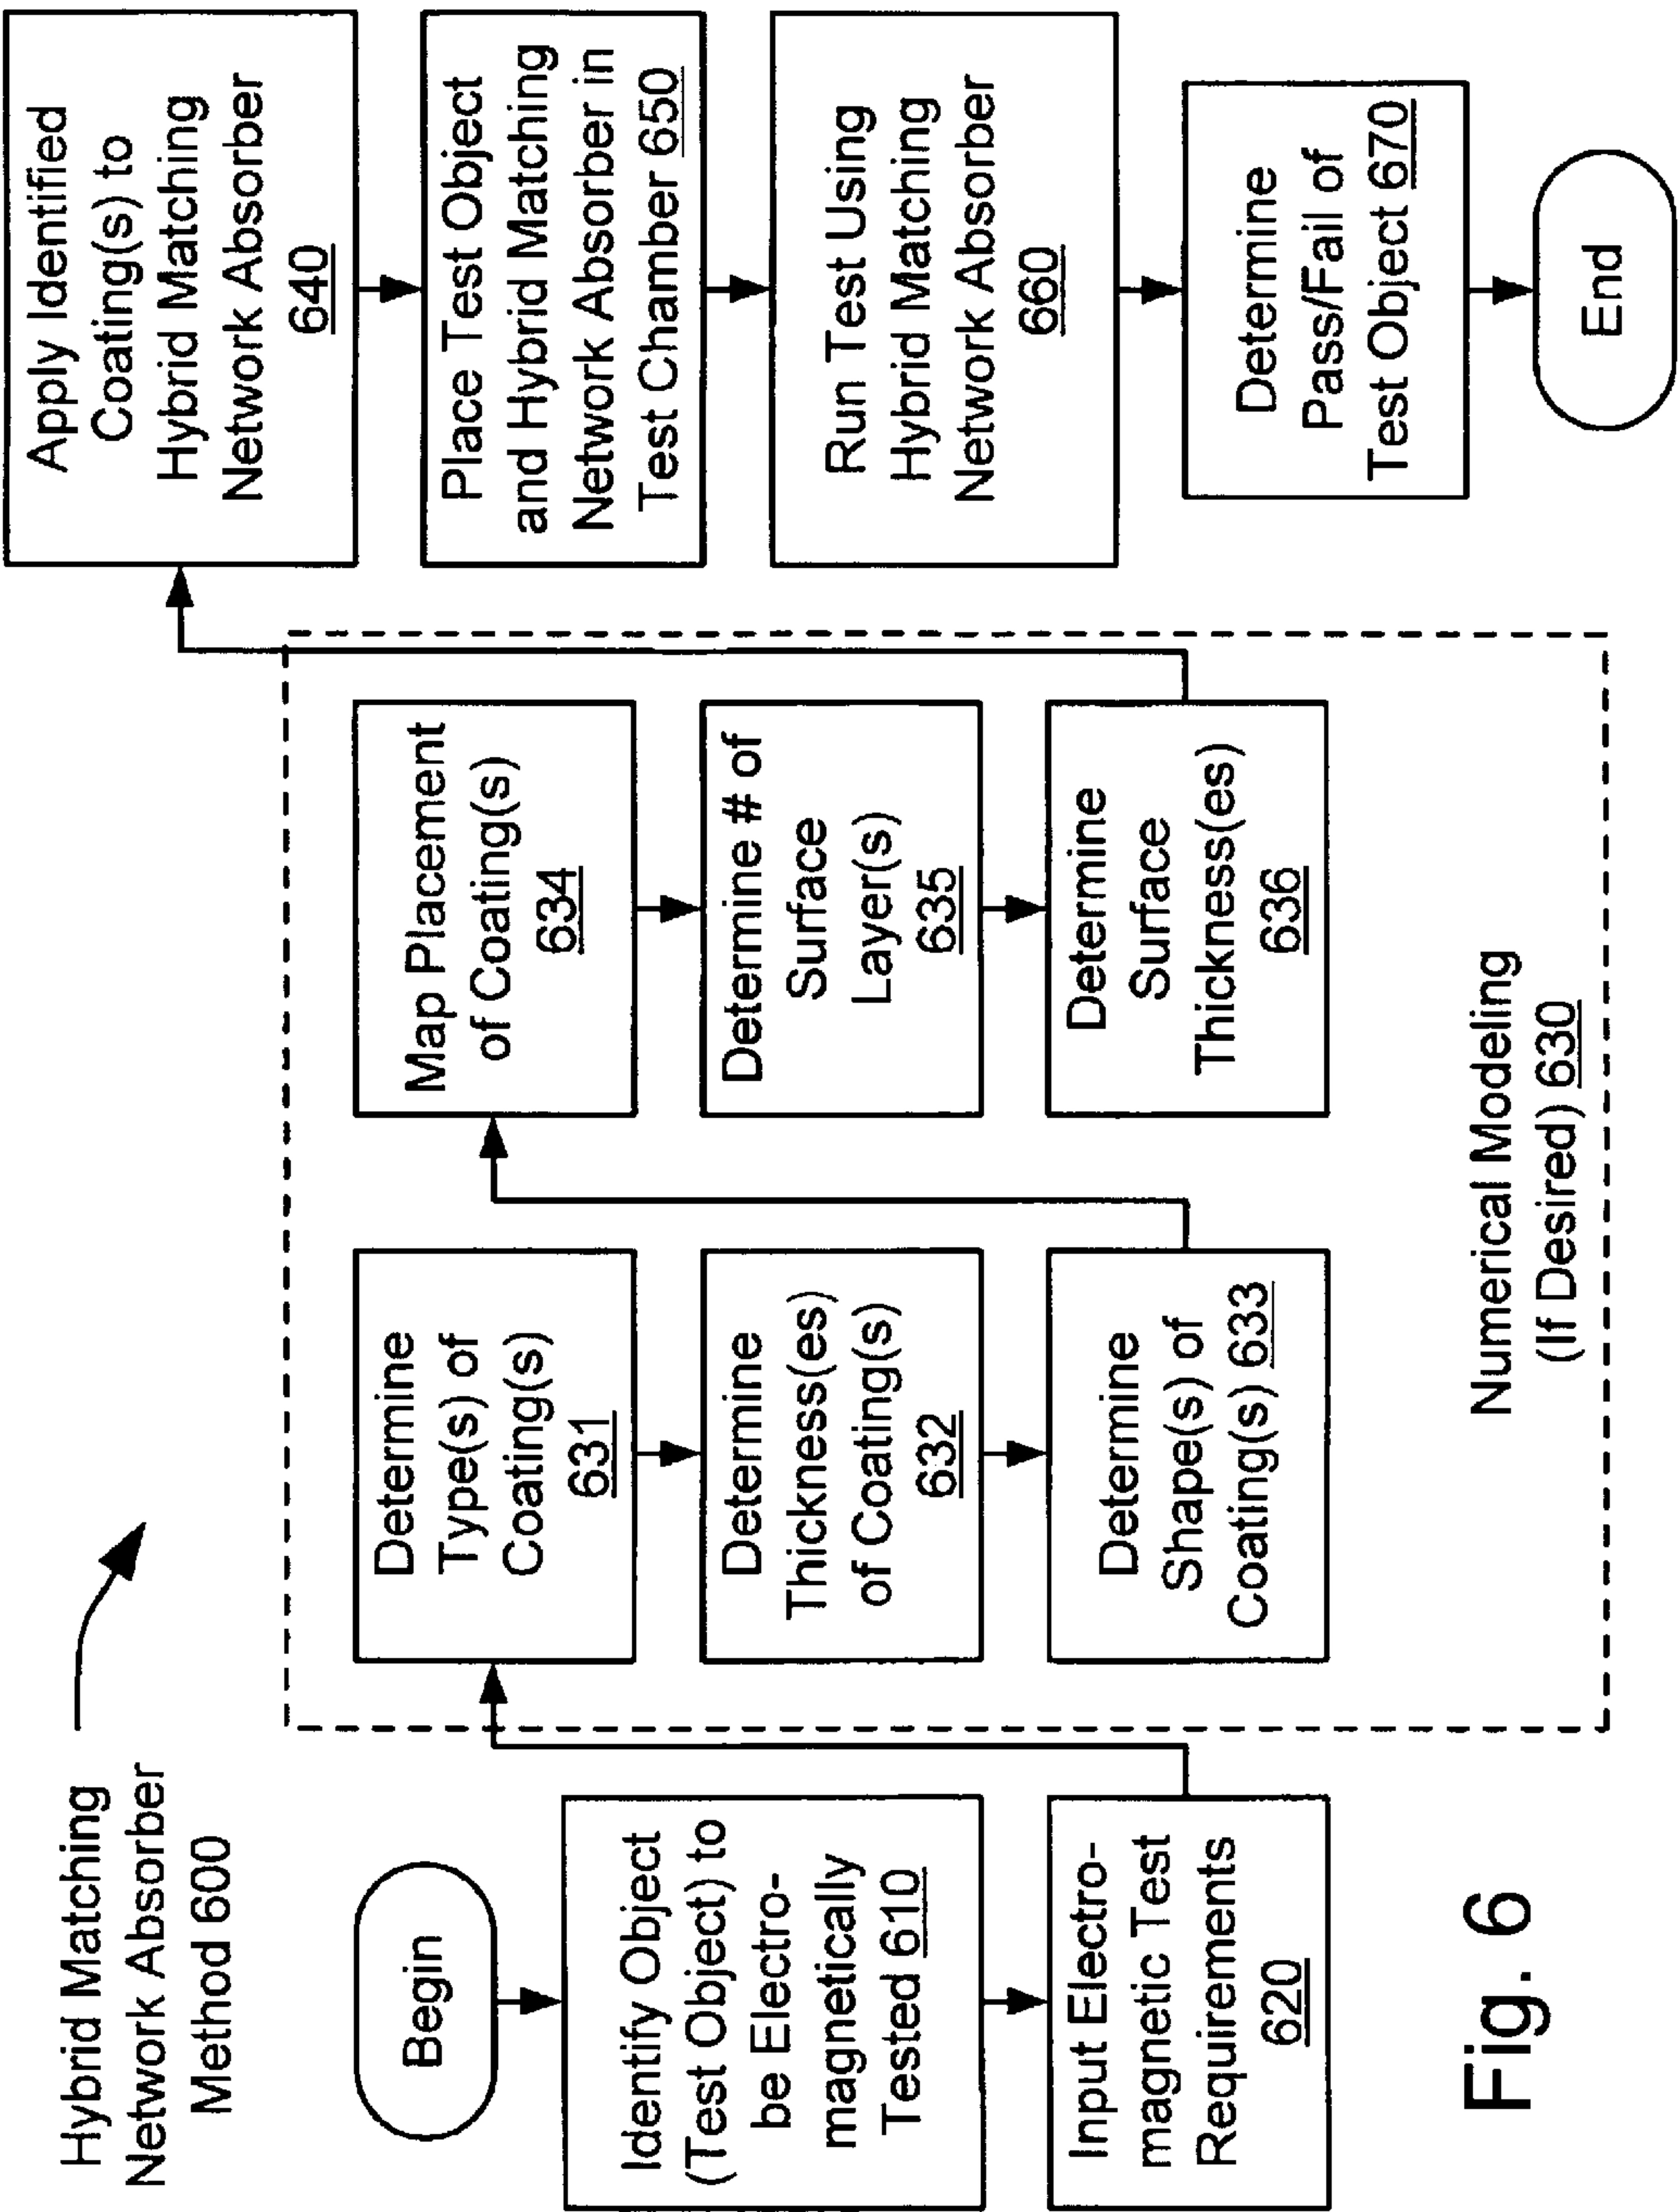 Hybrid Matching
Network Absorber
Method 600
Begin
Identify Object
(Test Object) to
be Electro-
magnetically
Tested 610
Input Electro-
magnetic Test
Requirements
620
Determine
Type(s) of
Coating(s)
631
Determine
Thickness(es)
of Coating(s)
632
Determine
Shape(s) of
Coating(s) 633
Map Placement
of Coating(s)
634
Determine # of
Surface
Layer(s)
635
Determine
Surface
Thickness(es)
636
Numerical Modeling
(If Desired) 630
Apply Identified
Coating(s) to
Hybrid Matching
Network Absorber
640
Place Test Object
and Hybrid Matching
Network Absorber in
Test Chamber 650
Run Test Using
Hybrid Matching
Network Absorber
660
Determine
Pass/Fail of
Test Object 670
End
Fig. 6